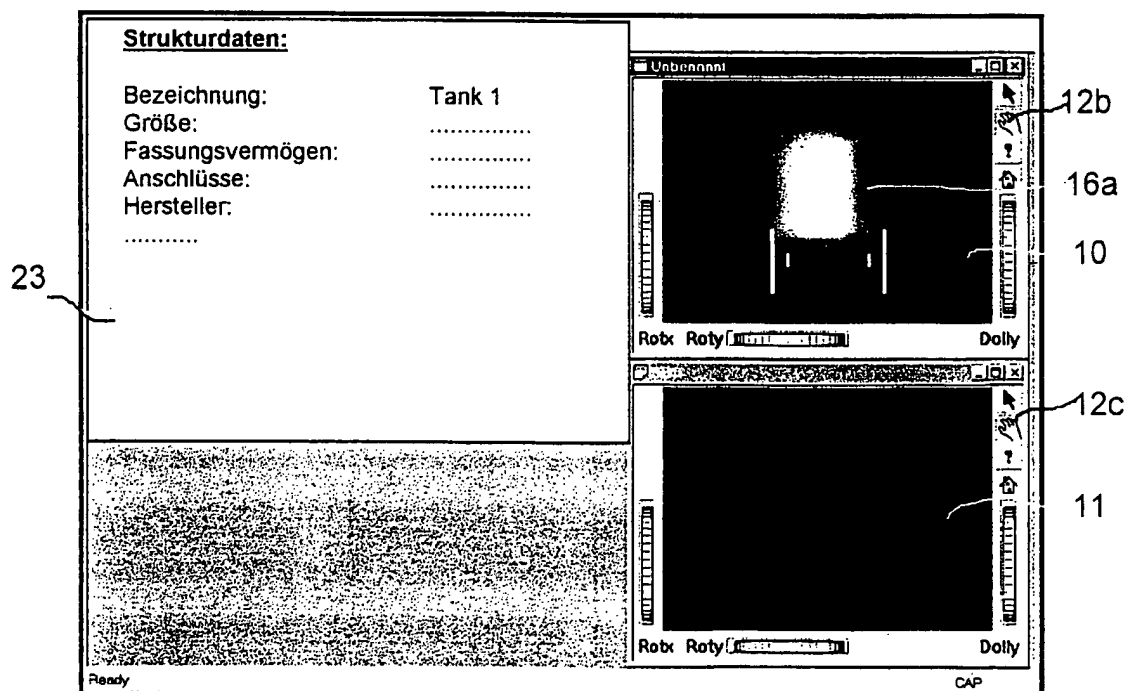 Strukturdaten:
Bezeichnung: Tank 1
Größe: ..............
Fassungsvermögen: ..............
Anschlüsse: ..............
Hersteller: ..............
...........
23
Unbenannt
12b
16a
10
Rotx Roty Dolly
12c
11
Rotx Roty Dolly
Ready CAP